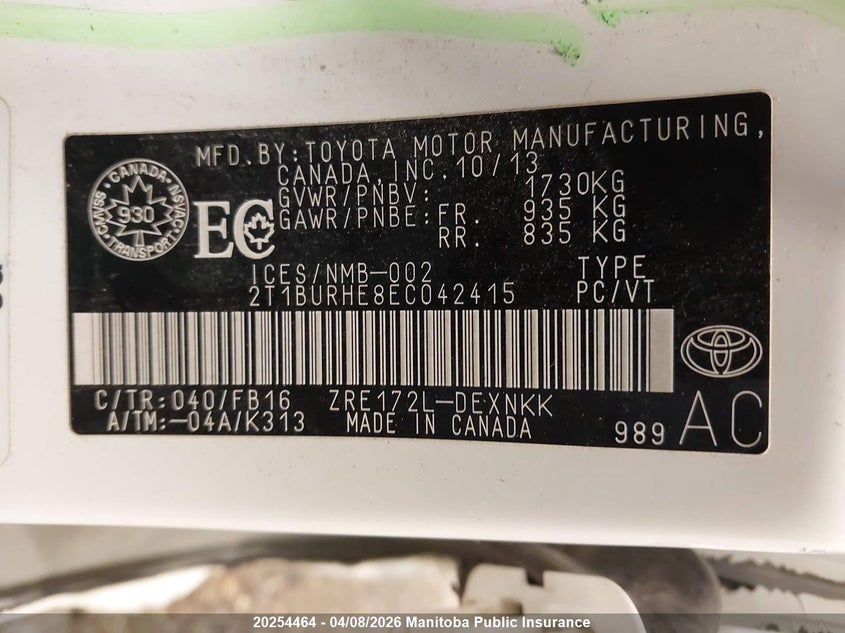 MFD. BY: TOYOTA MOTOR MANUFACTURING,
CANADA, INC. 10/13
GVWR/PNBV: 1730KG
GAWR/PNBE: FR. 935 KG
RR. 835 KG
CANADA
CMVSS NSVAC
930
TRANSPORT
EC
ICES/NMB-002 TYPE
2T1BURHE8EC042415 PC/VT
C/TR: 040/FB16 ZRE172L-DEXNKK
A/TM:-04A/K313 MADE IN CANADA
989 AC
20254464 - 04/08/2026 Manitoba Public Insurance